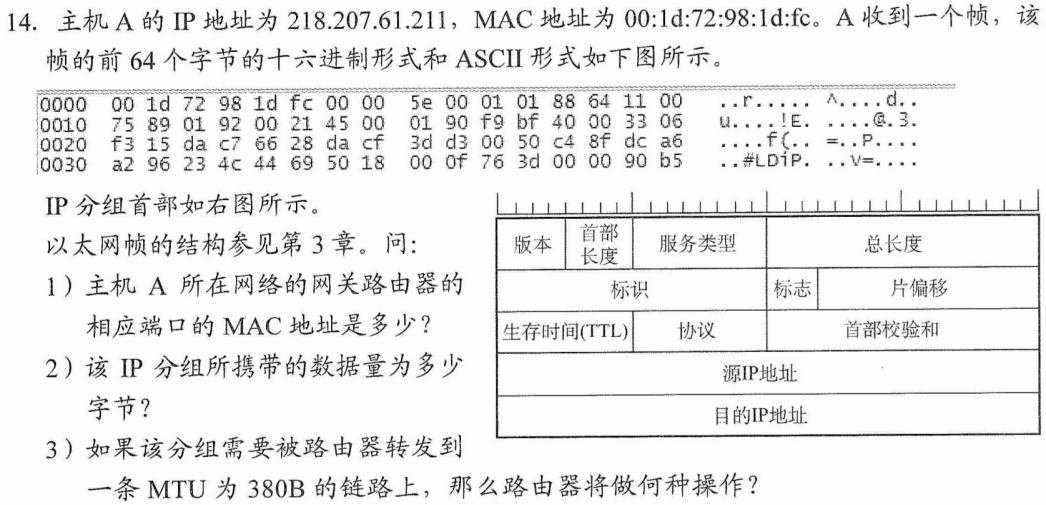 14. 主机 A 的 IP 地址为 218.207.61.211，MAC 地址为 00:1d:72:98:1d:fc。A 收到一个帧，该
帧的前 64 个字节的十六进制形式和 ASCII 形式如下图所示。
0000 00 1d 72 98 1d fc 00 00 5e 00 01 01 88 64 11 00 ..r..... ^....d..
0010 75 89 01 92 00 21 45 00 01 90 f9 bf 40 00 33 06 u....!E. ....@.3.
0020 f3 15 da c7 66 28 da cf 3d d3 00 50 c4 8f dc a6 ....f(.. =..P....
0030 a2 96 23 4c 44 69 50 18 00 0f 76 3d 00 00 90 b5 ..#LDiP. ..v=....
IP 分组首部如右图所示。
以太网帧的结构参见第 3 章。问：
1）主机 A 所在网络的网关路由器的
相应端口的 MAC 地址是多少？
2）该 IP 分组所携带的数据量为多少
字节？
3）如果该分组需要被路由器转发到
一条 MTU 为 380B 的链路上，那么路由器将做何种操作？
版本 首部长度 服务类型 总长度
标识 标志 片偏移
生存时间(TTL) 协议 首部校验和
源IP地址
目的IP地址